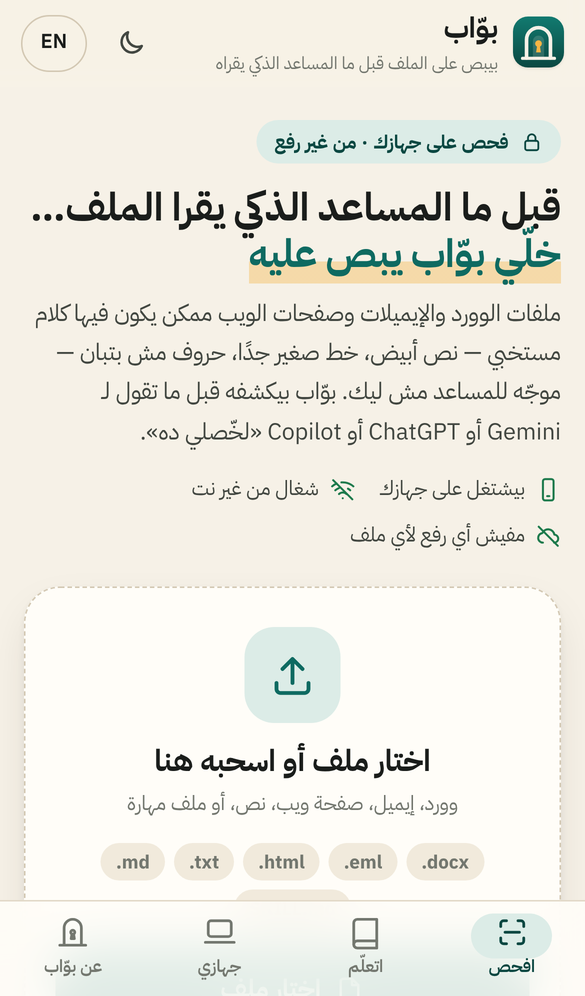 بوّاب
بيبص على الملف قبل ما المساعد الذكي يقراه
EN
فحص على جهازك · من غير رفع
قبل ما المساعد الذكي يقرا الملف...
خلّي بوّاب يبص عليه
ملفات الوورد والإيميلات وصفحات الويب ممكن يكون فيها كلام
مستخبي — نص أبيض، خط صغير جدًا، حروف مش بتبان —
موجّه للمساعد مش ليك. بوّاب بيكشفه قبل ما تقول لـ
Gemini أو ChatGPT أو Copilot «لخّصلي ده».
بيشتغل على جهازك
شغال من غير نت
مفيش أي رفع لأي ملف
اختار ملف أو اسحبه هنا
وورد، إيميل، صفحة ويب، نص، أو ملف مهارة
.docx
.eml
.html
.txt
.md
اختار ملف
افحص
اتعلّم
جهازي
عن بوّاب